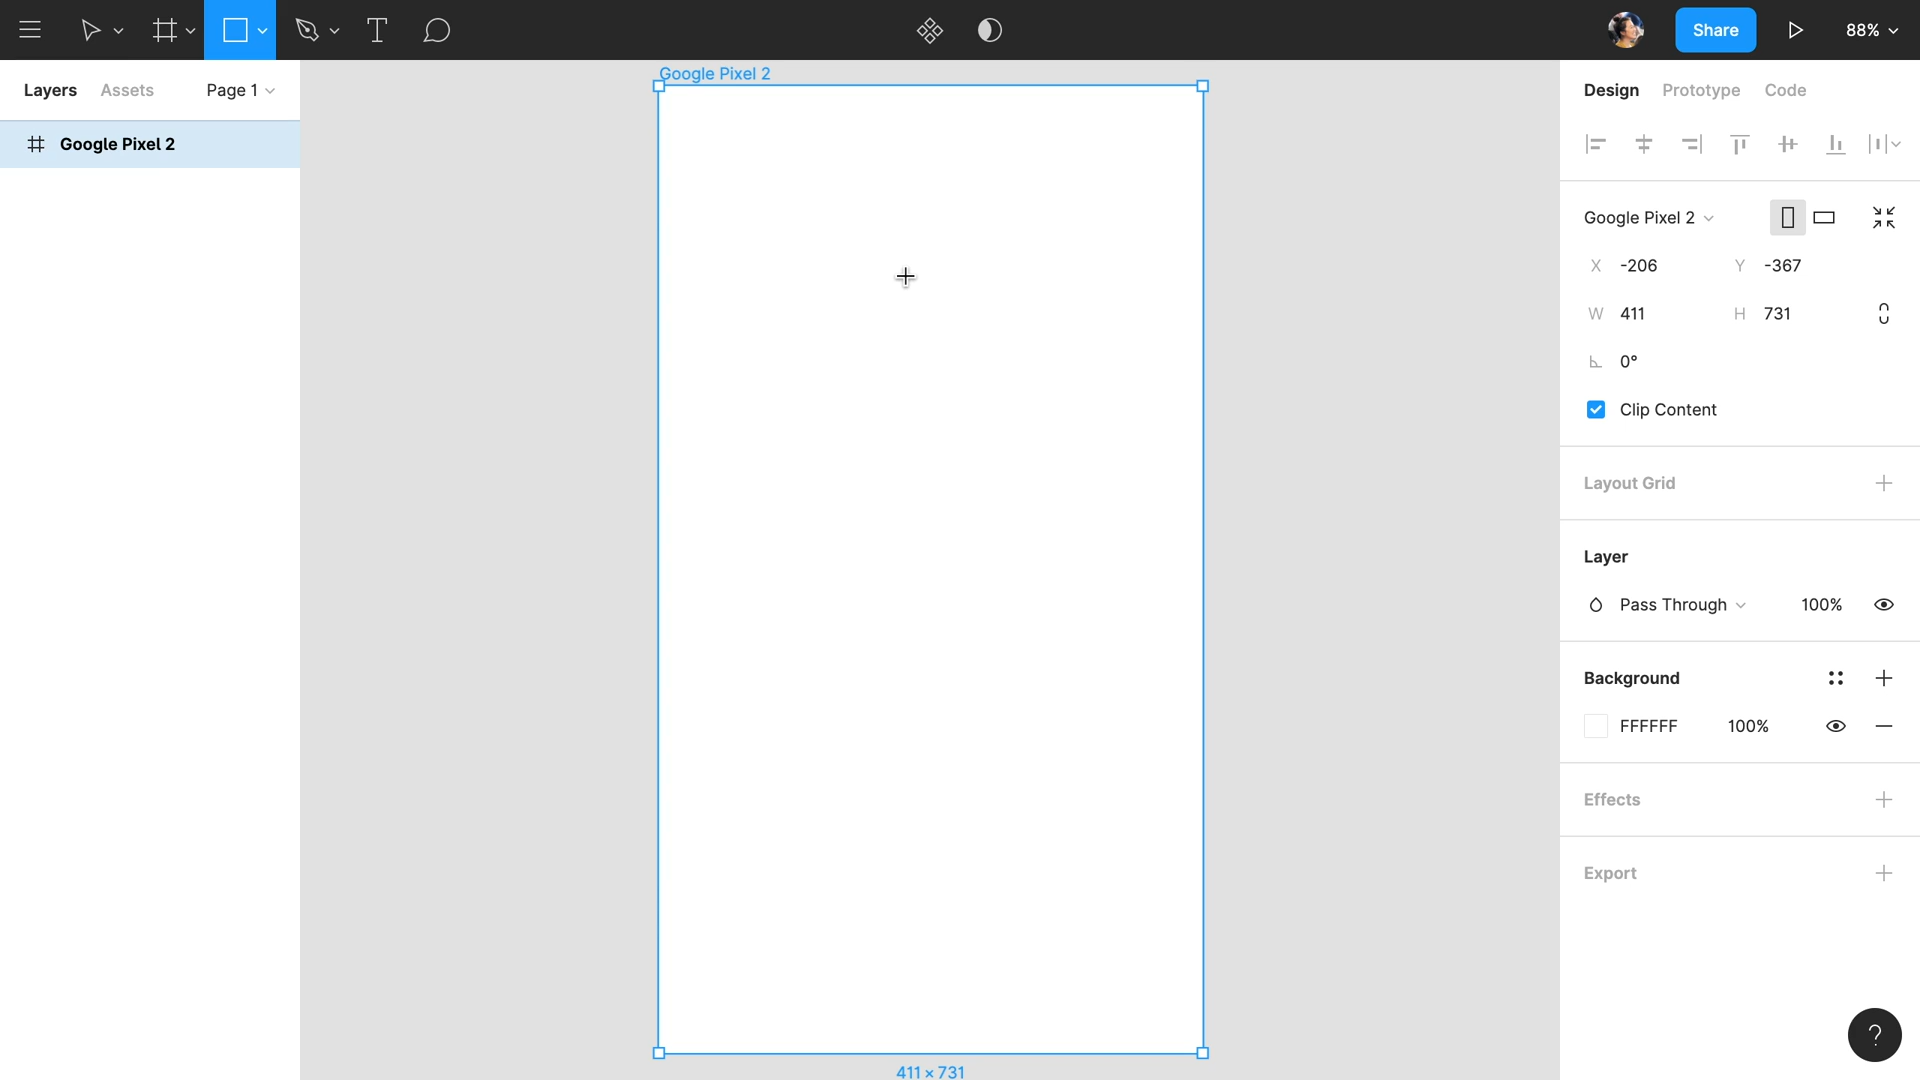 Share
88%
Layers Assets Page 1
Google Pixel 2
Google Pixel 2
411 × 731
Design Prototype Code
Google Pixel 2
X -206 Y -367
W 411 H 731
0°
Clip Content
Layout Grid
Layer
Pass Through 100%
Background
FFFFFF 100%
Effects
Export
?